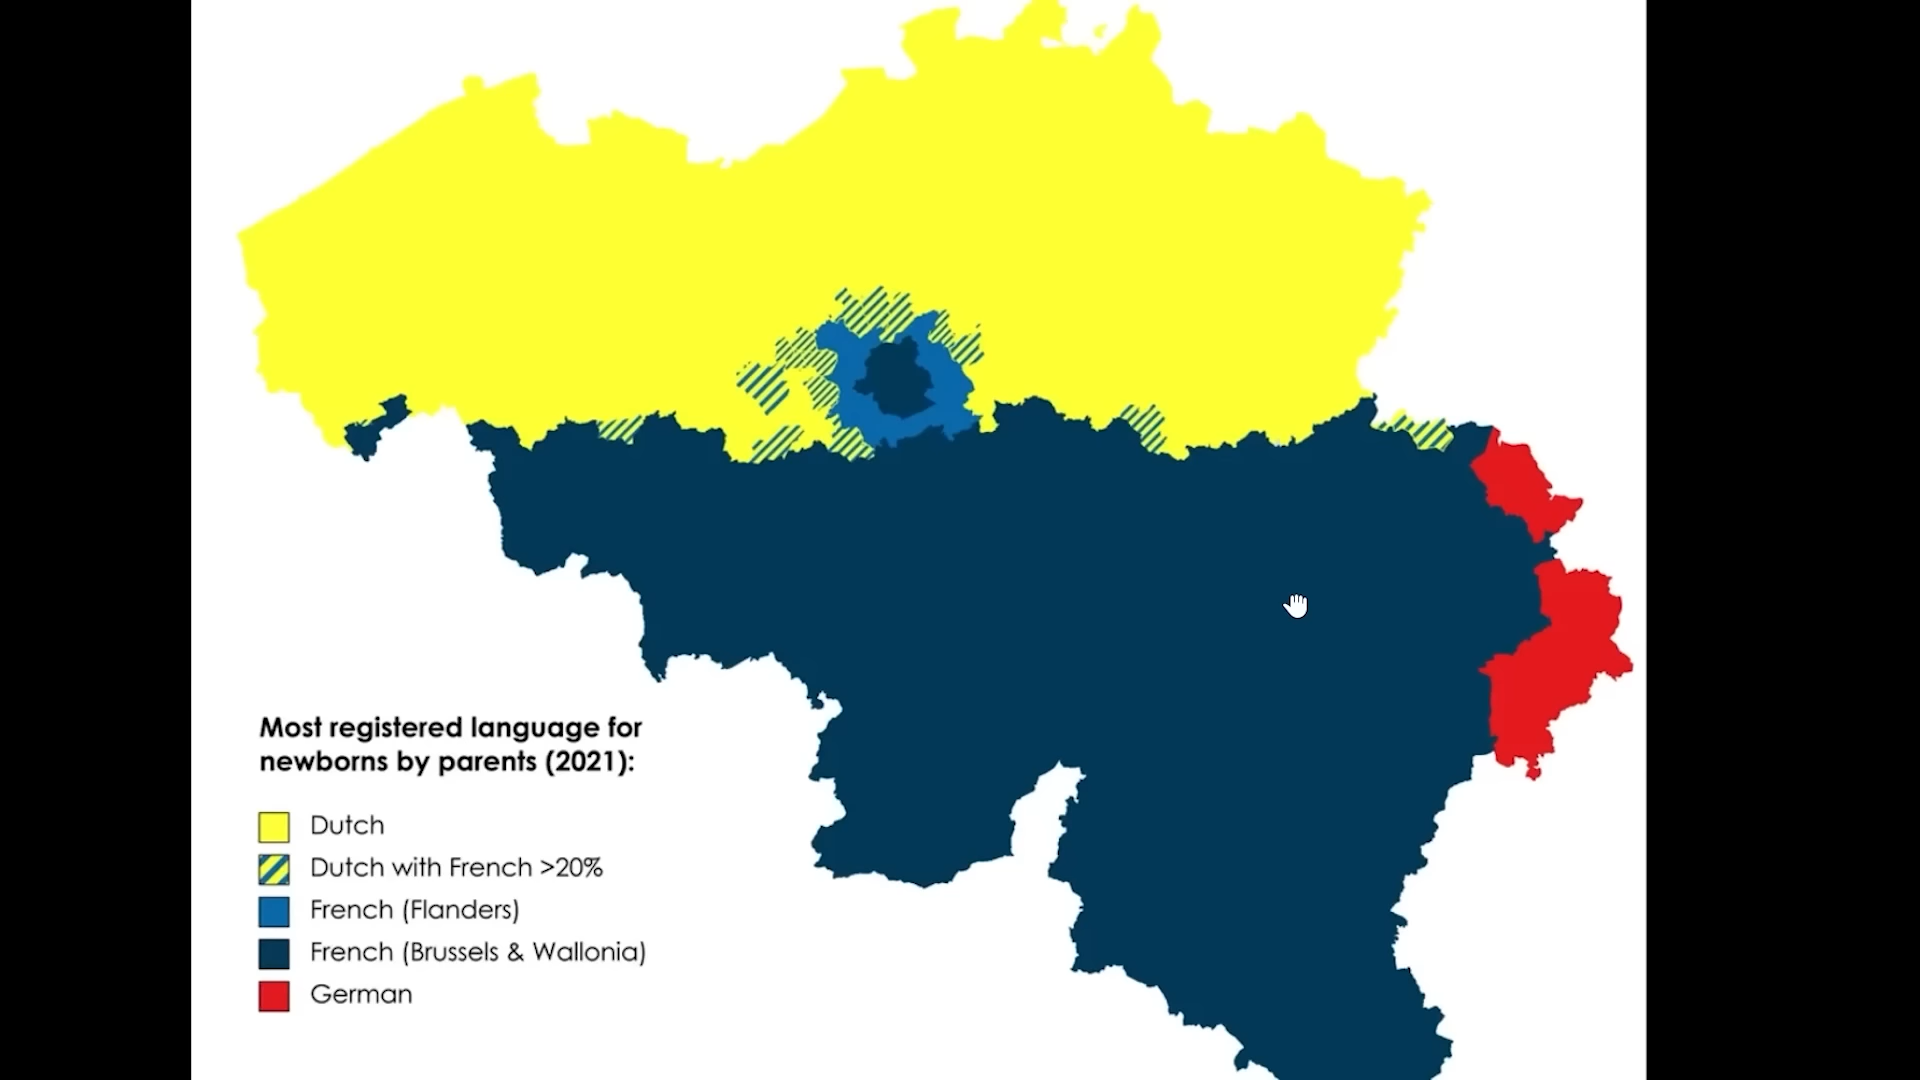 Most registered language for
newborns by parents (2021):
Dutch
Dutch with French >20%
French (Flanders)
French (Brussels & Wallonia)
German